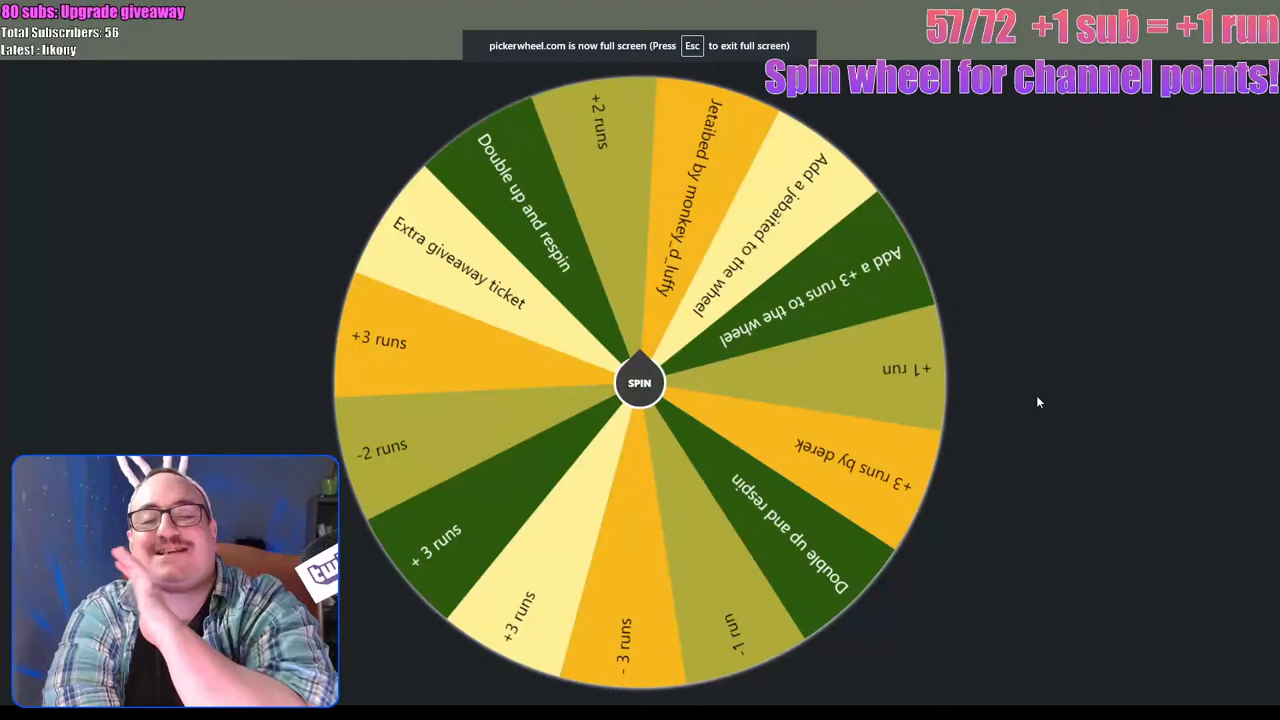 80 subs: Upgrade giveaway
Total Subscribers: 56
Latest : Iıkony
pickerwheel.com is now full screen (Press Esc to exit full screen)
57/72 +1 sub = +1 run
Spin wheel for channel points!
+2 runs
Jetaibed by monkey_d_luffy
Add a jebaited to the wheel
Add a +3 runs to the wheel
+1 run
+3 runs by derek
Double up and respin
-1 run
- 3 runs
+3 runs
+ 3 runs
-2 runs
+3 runs
Extra giveaway ticket
Double up and respin
SPIN